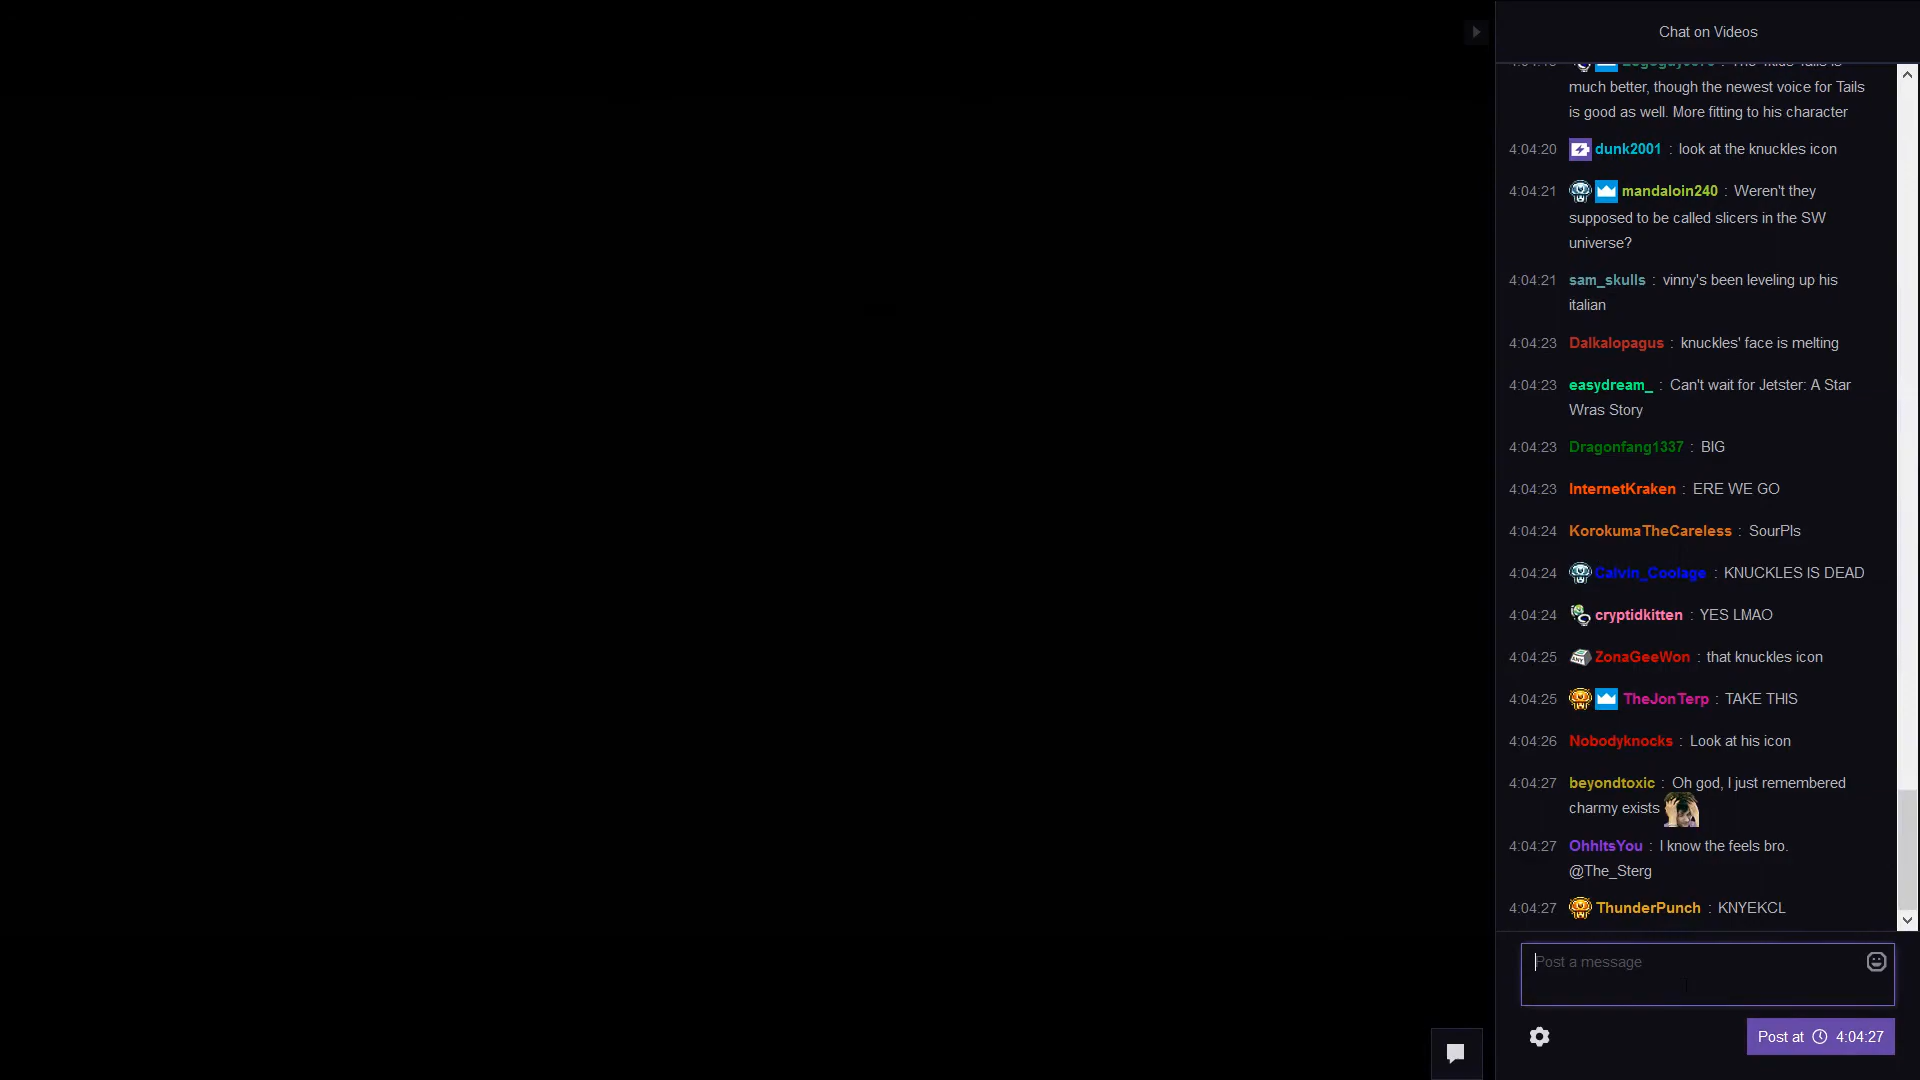 Chat on Videos
much better, though the newest voice for Tails
is good as well. More fitting to his character
4:04:20 dunk2001 : look at the knuckles icon
4:04:21 mandaloin240 : Weren't they
supposed to be called slicers in the SW
universe?
4:04:21 sam_skulls : vinny's been leveling up his
italian
4:04:23 Dalkalopagus : knuckles' face is melting
4:04:23 easydream_ : Can't wait for Jetster: A Star
Wras Story
4:04:23 Dragonfang1337 : BIG
4:04:23 InternetKraken : ERE WE GO
4:04:24 KorokumaTheCareless : SourPls
4:04:24 Calvin_Coolage : KNUCKLES IS DEAD
4:04:24 cryptidkitten : YES LMAO
4:04:25 ZonaGeeWon : that knuckles icon
4:04:25 TheJonTerp : TAKE THIS
4:04:26 Nobodyknocks : Look at his icon
4:04:27 beyondtoxic : Oh god, I just remembered
charmy exists
4:04:27 OhhItsYou : I know the feels bro.
@The_Sterg
4:04:27 ThunderPunch : KNYEKCL
Post a message
Post at 4:04:27